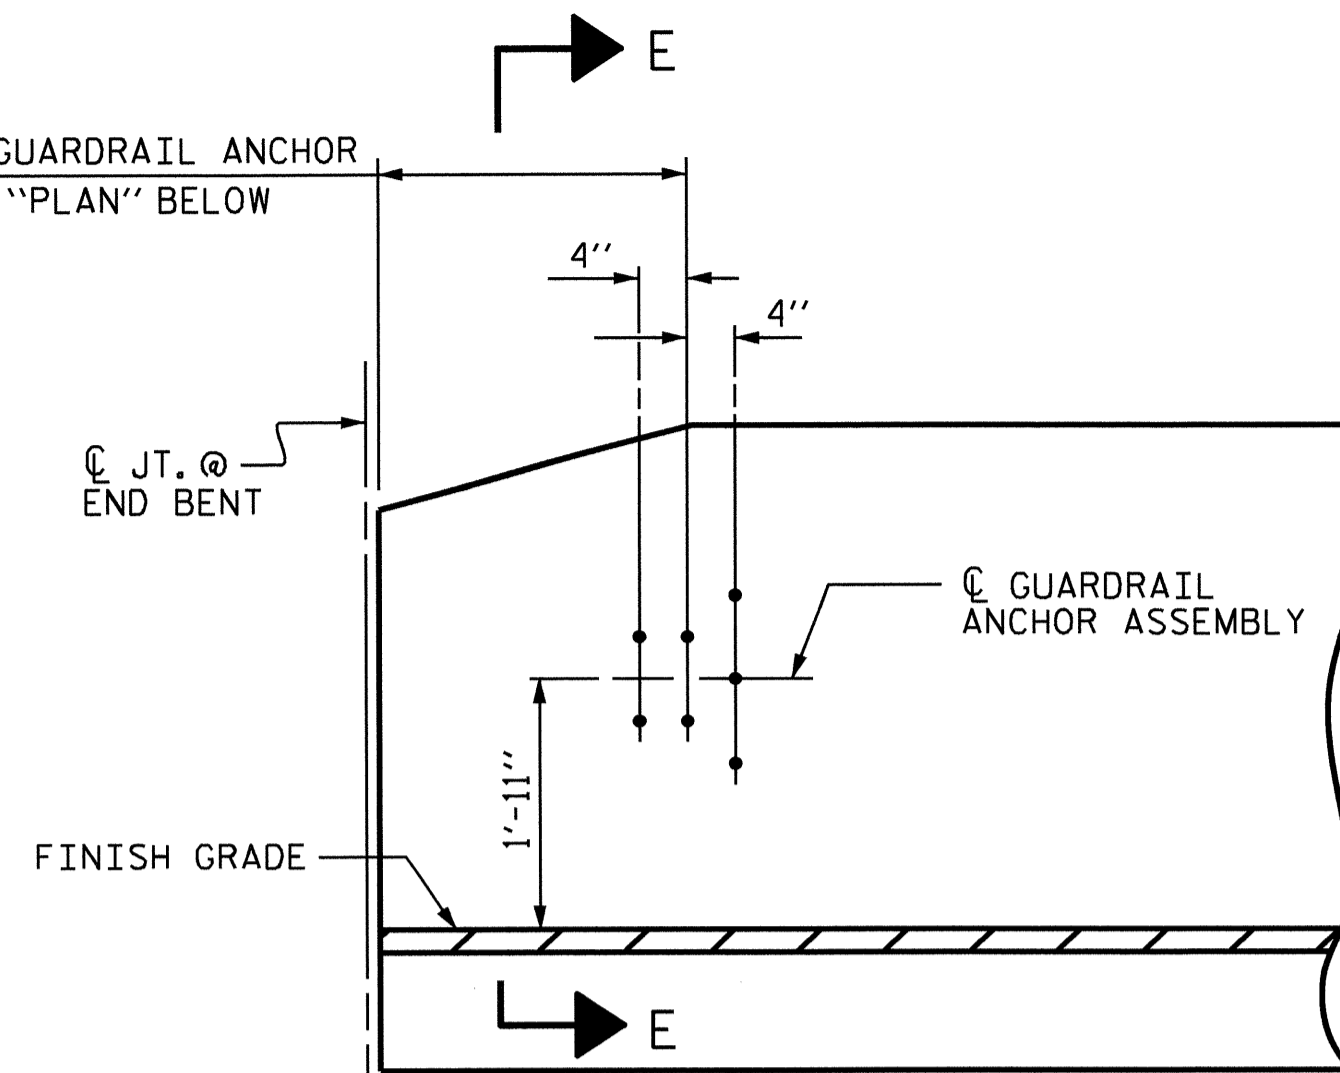 E
GUARDRAIL ANCHOR
"PLAN" BELOW
4"
4"
℄ JT. @
END BENT
℄ GUARDRAIL
ANCHOR ASSEMBLY
1'-11"
FINISH GRADE
E